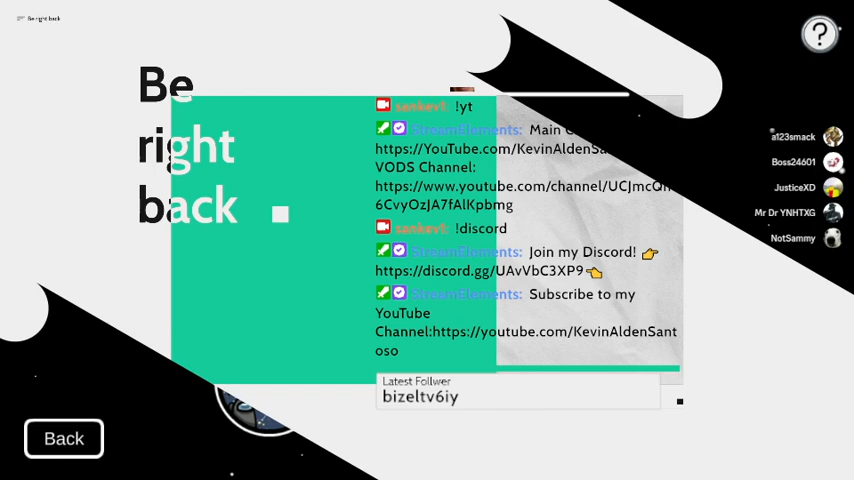 Be right back
Be
right
back
sankev1: !yt
StreamElements: Main
https://YouTube.com/KevinAldenSa
VODS Channel:
https://www.youtube.com/channel/UCJmcQn
6CvyOzJA7fAlKpbmg
sankev1: !discord
StreamElements: Join my Discord! 👉
https://discord.gg/UAvVbC3XP9 👈
StreamElements: Subscribe to my
YouTube
Channel:https://youtube.com/KevinAldenSant
oso
Latest Follwer
bizeltv6iy
?
a123smack
Boss24601
JusticeXD
Mr Dr YNHTXG
NotSammy
Back